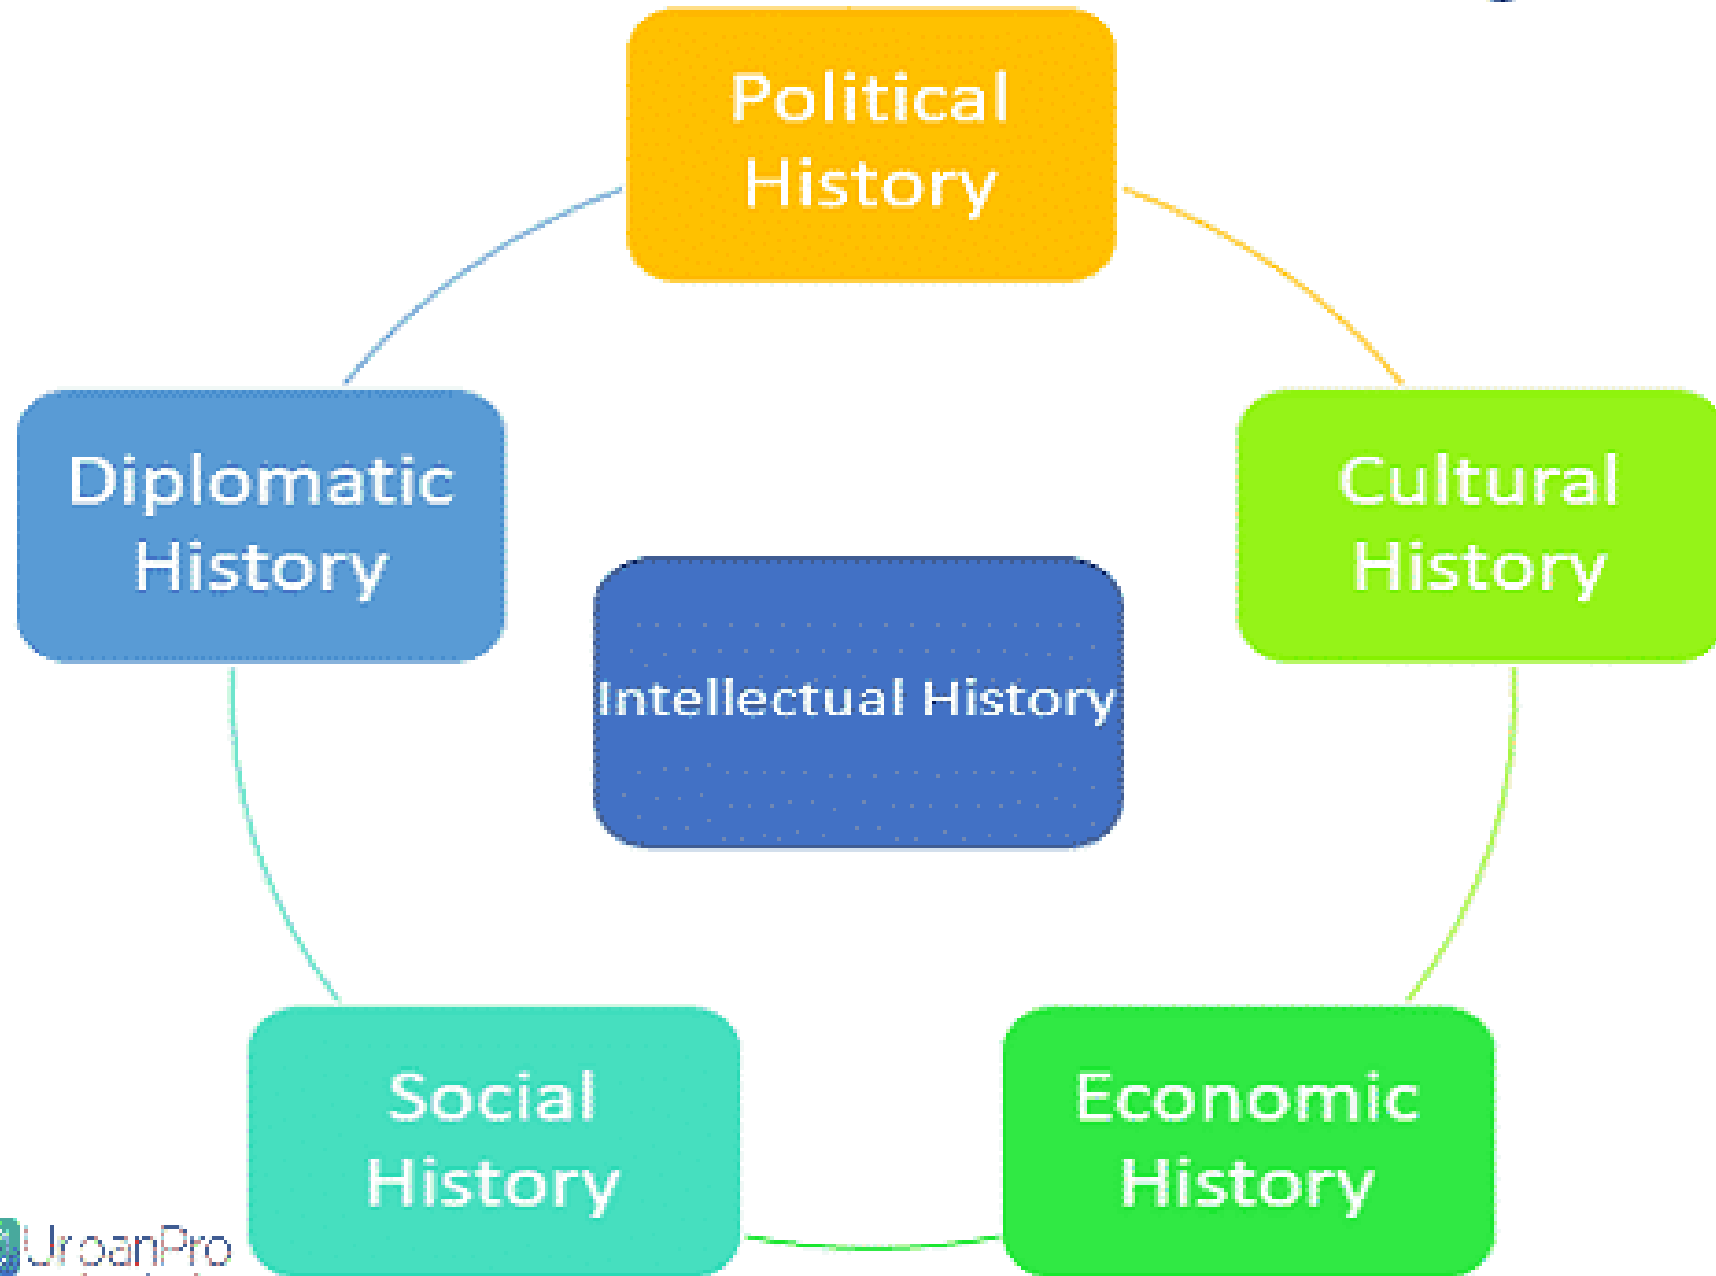 Political
History
Diplomatic
History
Cultural
History
Intellectual History
Social
History
Economic
History
UrbanPro